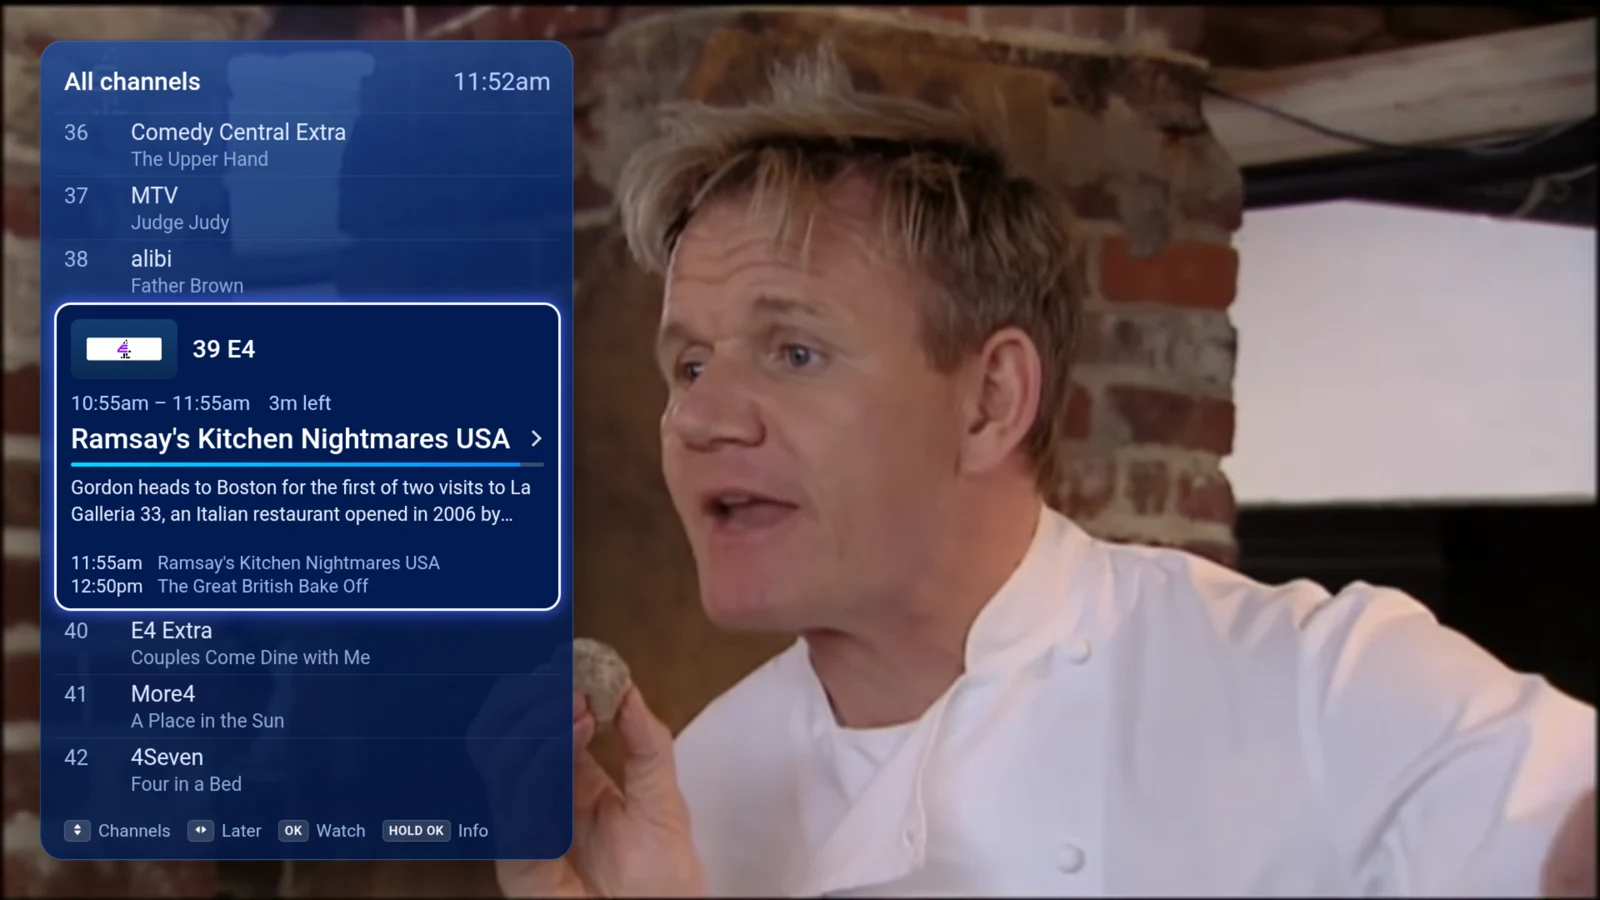 All channels 11:52am
36 Comedy Central Extra
The Upper Hand
37 MTV
Judge Judy
38 alibi
Father Brown
39 E4
10:55am – 11:55am 3m left
Ramsay's Kitchen Nightmares USA
Gordon heads to Boston for the first of two visits to La
Galleria 33, an Italian restaurant opened in 2006 by...
11:55am Ramsay's Kitchen Nightmares USA
12:50pm The Great British Bake Off
40 E4 Extra
Couples Come Dine with Me
41 More4
A Place in the Sun
42 4Seven
Four in a Bed
Channels Later OK Watch HOLD OK Info